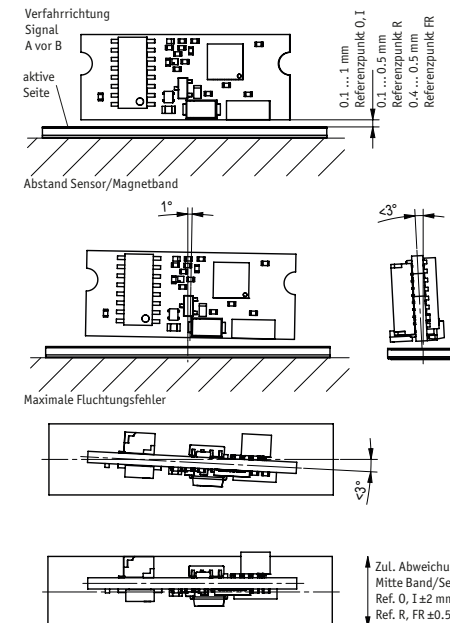 Verfahrrichtung
Signal
A vor B
aktive
Seite
0.1 ... 1 mm
Referenzpunkt O, I
0.1 ... 0.5 mm
Referenzpunkt R
0.4 ... 0.5 mm
Referenzpunkt FR
Abstand Sensor/Magnetband
1°
<3°
Maximale Fluchtungsfehler
<3°
Zul. Abweichu
Mitte Band/Se
Ref. O, I ±2 mm
Ref. R, FR ±0.5